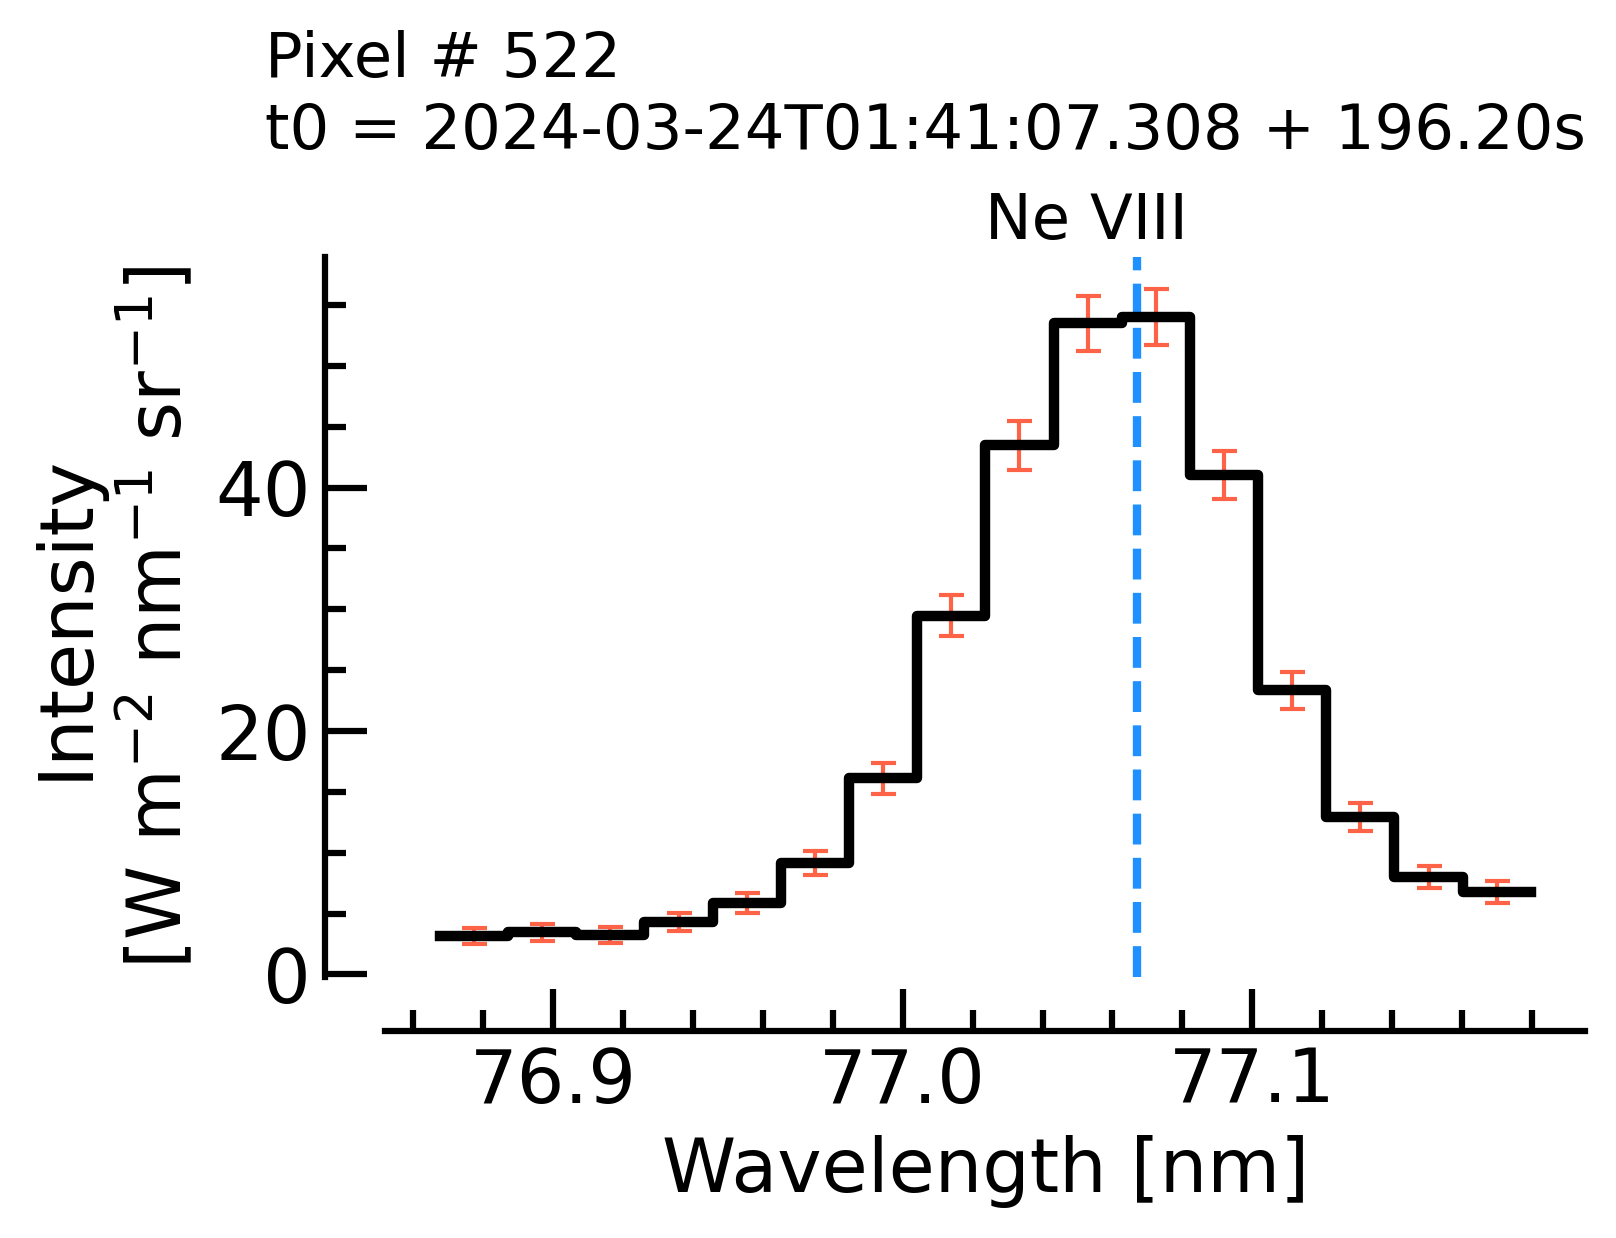 Pixel # 522
t0 = 2024-03-24T01:41:07.308 + 196.20s
Ne VIII
Intensity
[W m⁻² nm⁻¹ sr⁻¹]
40
20
0
76.9 77.0 77.1
Wavelength [nm]